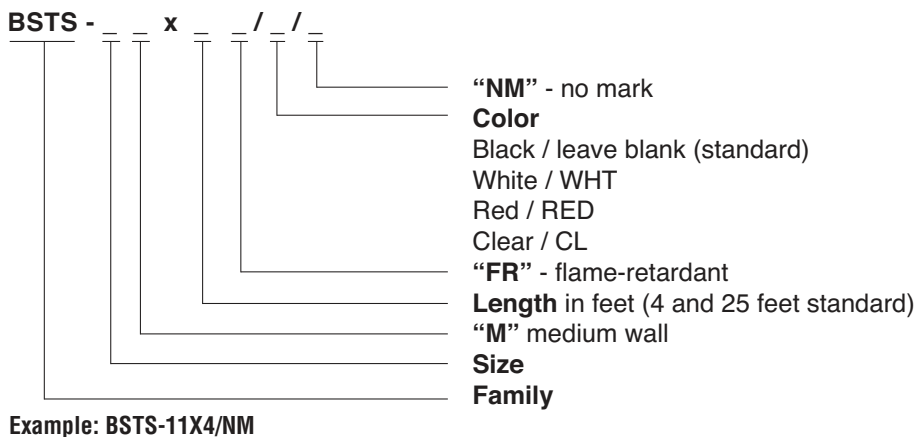 BSTS - _ _ x _ _ / _ / _
“NM” - no mark
Color
Black / leave blank (standard)
White / WHT
Red / RED
Clear / CL
“FR” - flame-retardant
Length in feet (4 and 25 feet standard)
“M” medium wall
Size
Family
Example: BSTS-11X4/NM